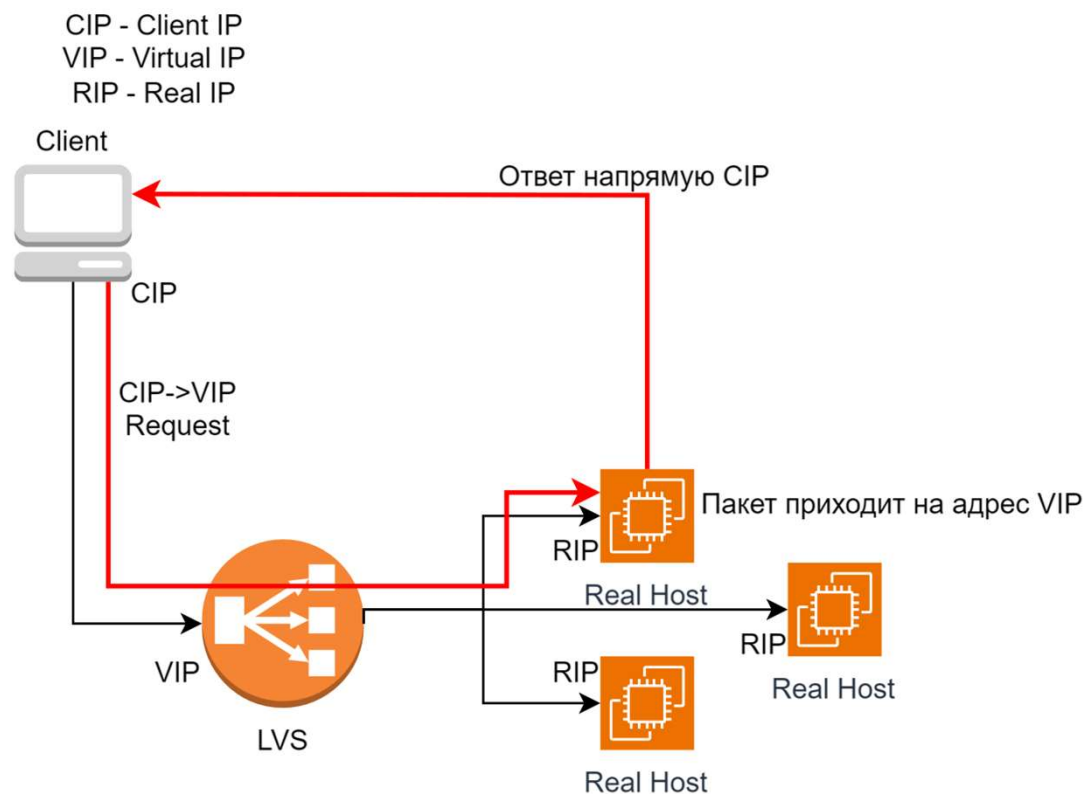 CIP - Client IP
VIP - Virtual IP
RIP - Real IP
Client
Ответ напрямую CIP
CIP
CIP->VIP
Request
Пакет приходит на адрес VIP
RIP
Real Host
RIP
Real Host
VIP
LVS
RIP
Real Host